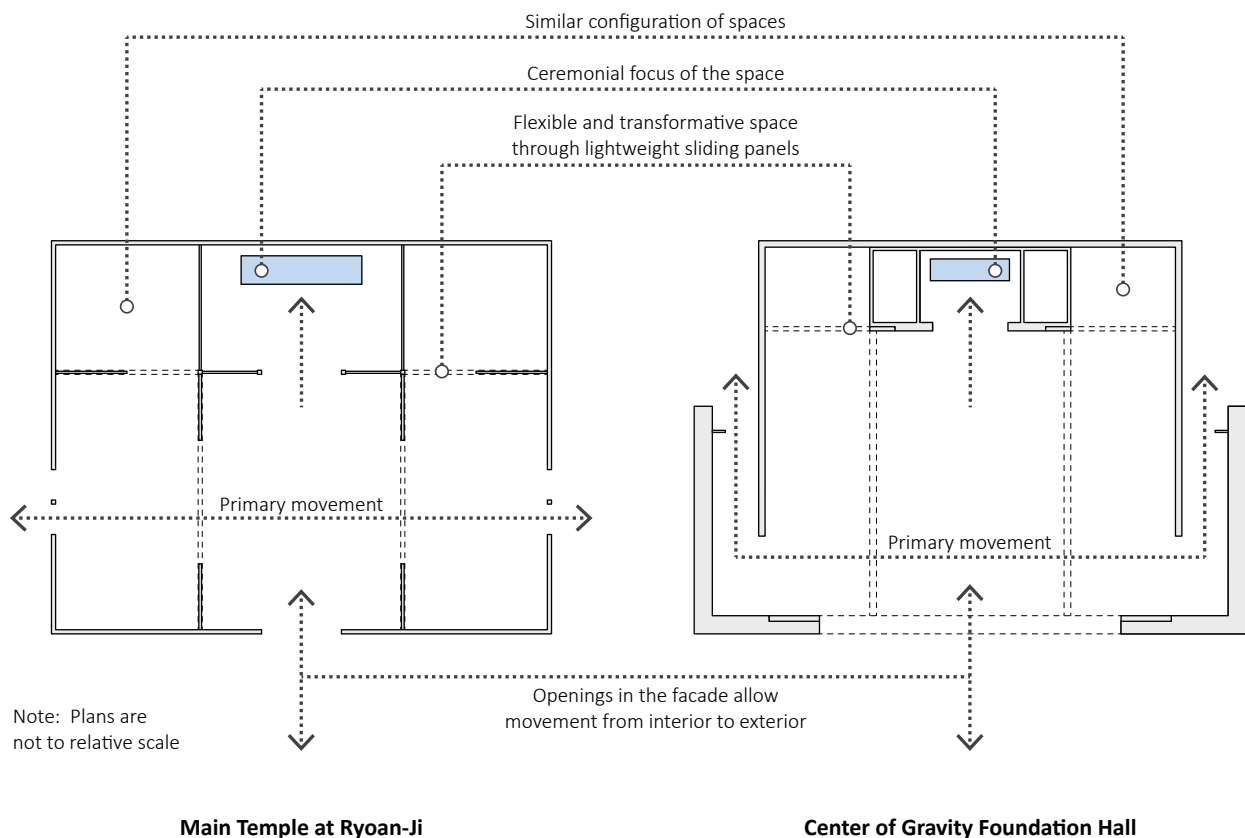 Similar configuration of spaces
Ceremonial focus of the space
Flexible and transformative space
through lightweight sliding panels
Primary movement
Primary movement
Openings in the facade allow
movement from interior to exterior
Note: Plans are
not to relative scale
Main Temple at Ryoan-Ji
Center of Gravity Foundation Hall